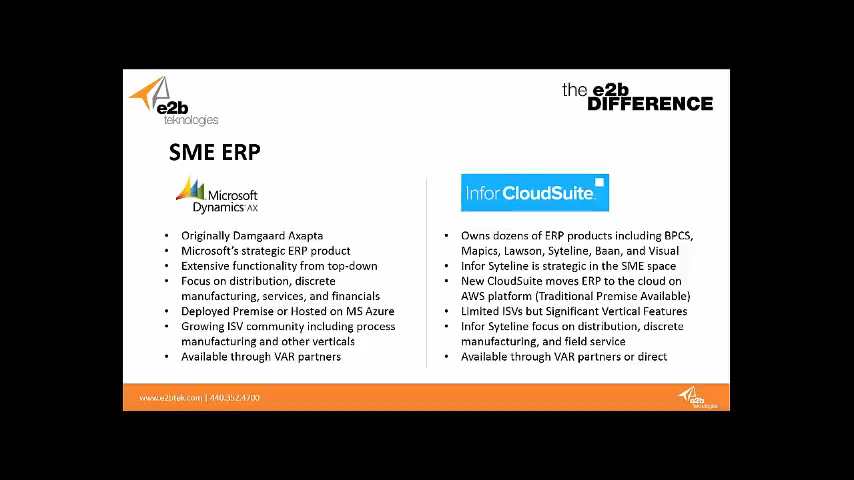 e2b
teknologies
the e2b
DIFFERENCE
SME ERP
Microsoft
Dynamics AX
Infor CloudSuite
• Originally Damgaard Axapta
• Microsoft's strategic ERP product
• Extensive functionality from top-down
• Focus on distribution, discrete
manufacturing, services, and financials
• Deployed Premise or Hosted on MS Azure
• Growing ISV community including process
manufacturing and other verticals
• Available through VAR partners
• Owns dozens of ERP products including BPCS,
Mapics, Lawson, Syteline, Baan, and Visual
• Infor Syteline is strategic in the SME space
• New CloudSuite moves ERP to the cloud on
AWS platform (Traditional Premise Available)
• Limited ISVs but Significant Vertical Features
• Infor Syteline focus on distribution, discrete
manufacturing, and field service
• Available through VAR partners or direct
www.e2btek.com | 440.352.4700
e2b
teknologies